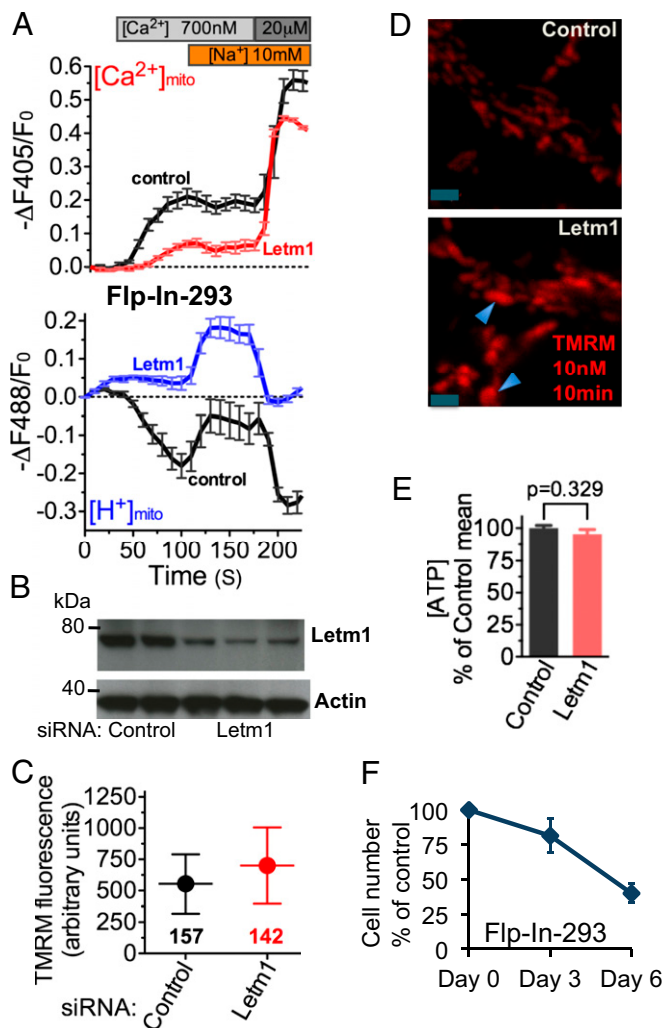 A
[Ca²⁺] 700nM 20μM
[Na⁺] 10mM
[Ca²⁺]mito
0.6
0.5
0.4
0.3
0.2
0.1
0.0
-ΔF405/F₀
control
Letm1
Flp-In-293
0.2
0.1
0.00
-0.1
-0.2
-0.3
-ΔF488/F₀
Letm1
control
[H⁺]mito
0 50 100 150 200
Time (S)
B
kDa
80
40
Letm1
Actin
siRNA: Control Letm1
C
TMRM fluorescence
(arbitrary units)
1250
1000
750
500
250
0
157 142
siRNA: Control Letm1
D
Control
Letm1
TMRM
10nM
10min
E
p=0.329
[ATP]
% of Control mean
100
75
50
25
0
Control Letm1
F
Cell number
% of control
100
75
50
25
0
Flp-In-293
Day 0 Day 3 Day 6